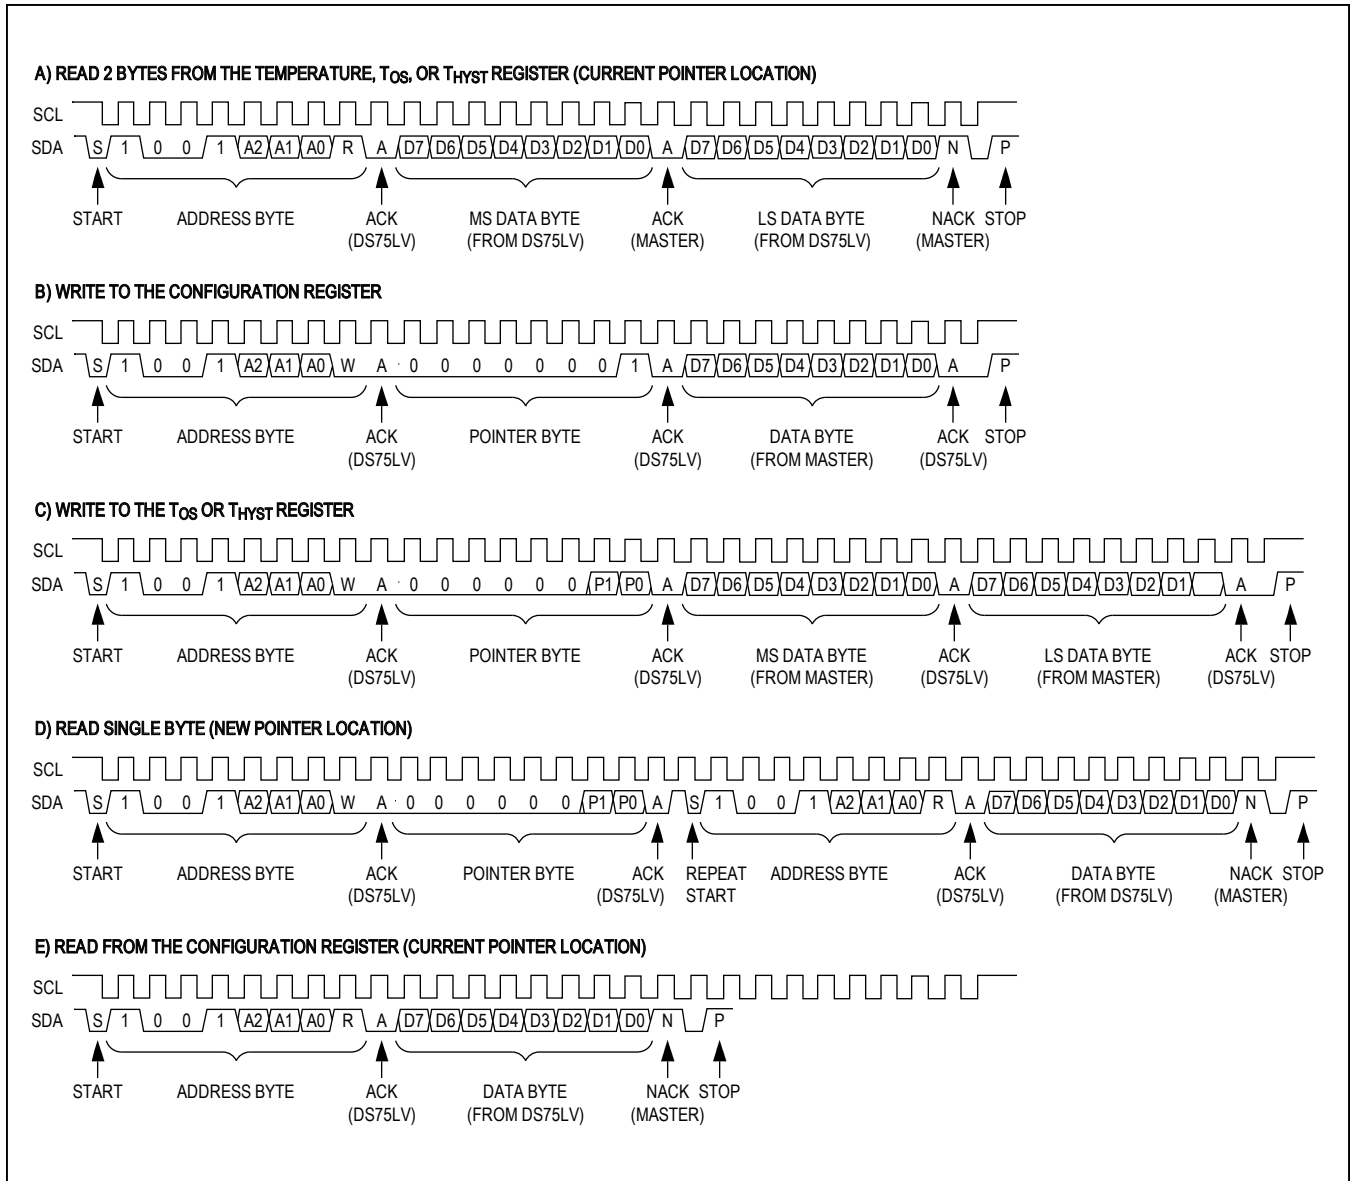 A) READ 2 BYTES FROM THE TEMPERATURE, TOS, OR THYST REGISTER (CURRENT POINTER LOCATION)
SCL
SDA S 1 0 0 1 A2 A1 A0 R A D7 D6 D5 D4 D3 D2 D1 D0 A D7 D6 D5 D4 D3 D2 D1 D0 N P
START ADDRESS BYTE ACK MS DATA BYTE ACK LS DATA BYTE NACK STOP
(DS75LV) (FROM DS75LV) (MASTER) (FROM DS75LV) (MASTER)
B) WRITE TO THE CONFIGURATION REGISTER
SCL
SDA S 1 0 0 1 A2 A1 A0 W A 0 0 0 0 0 0 0 1 A D7 D6 D5 D4 D3 D2 D1 D0 A P
START ADDRESS BYTE ACK POINTER BYTE ACK DATA BYTE ACK STOP
(DS75LV) (DS75LV) (FROM MASTER) (DS75LV)
C) WRITE TO THE TOS OR THYST REGISTER
SCL
SDA S 1 0 0 1 A2 A1 A0 W A 0 0 0 0 0 0 P1 P0 A D7 D6 D5 D4 D3 D2 D1 D0 A D7 D6 D5 D4 D3 D2 D1 A P
START ADDRESS BYTE ACK POINTER BYTE ACK MS DATA BYTE ACK LS DATA BYTE ACK STOP
(DS75LV) (DS75LV) (FROM MASTER) (DS75LV) (FROM MASTER) (DS75LV)
D) READ SINGLE BYTE (NEW POINTER LOCATION)
SCL
SDA S 1 0 0 1 A2 A1 A0 W A 0 0 0 0 0 0 P1 P0 A S 1 0 0 1 A2 A1 A0 R A D7 D6 D5 D4 D3 D2 D1 D0 N P
START ADDRESS BYTE ACK POINTER BYTE ACK REPEAT ADDRESS BYTE ACK DATA BYTE NACK STOP
(DS75LV) (DS75LV) START (DS75LV) (FROM DS75LV) (MASTER)
E) READ FROM THE CONFIGURATION REGISTER (CURRENT POINTER LOCATION)
SCL
SDA S 1 0 0 1 A2 A1 A0 R A D7 D6 D5 D4 D3 D2 D1 D0 N P
START ADDRESS BYTE ACK DATA BYTE NACK STOP
(DS75LV) (FROM DS75LV) (MASTER)